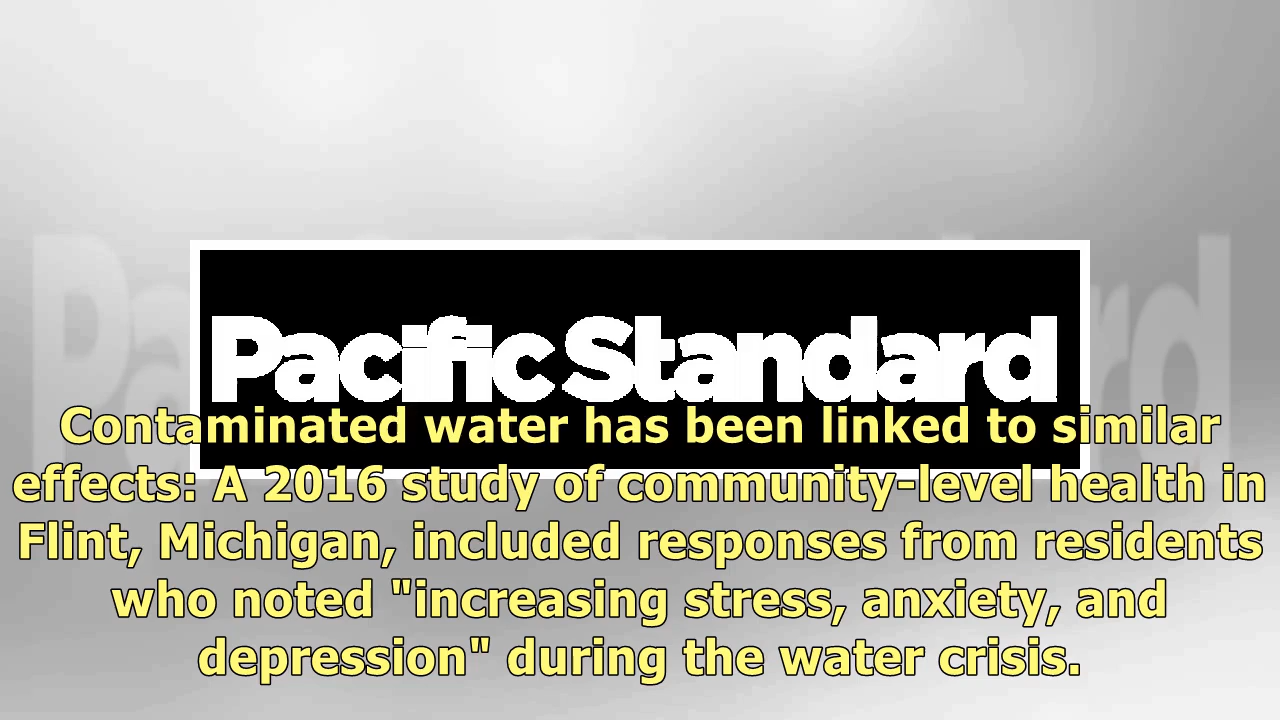 Pacific Standard
Contaminated water has been linked to similar
effects: A 2016 study of community-level health in
Flint, Michigan, included responses from residents
who noted "increasing stress, anxiety, and
depression" during the water crisis.